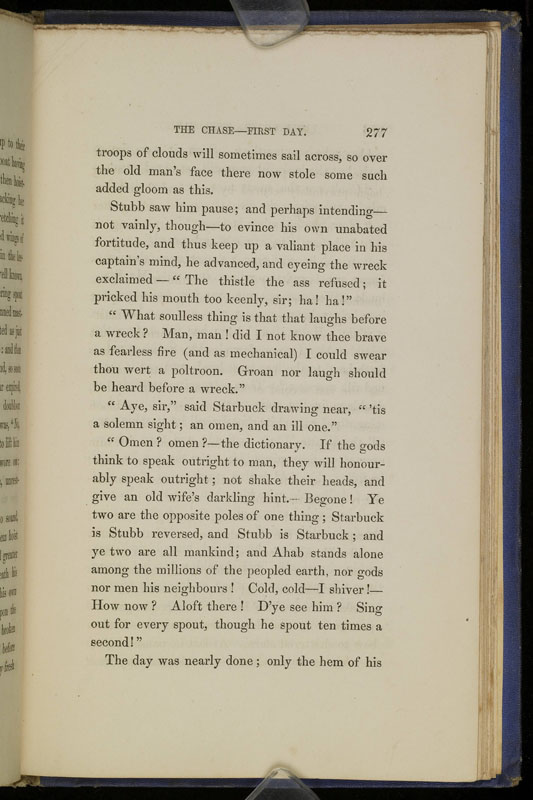 THE CHASE—FIRST DAY. 277
troops of clouds will sometimes sail across, so over
the old man's face there now stole some such
added gloom as this.
Stubb saw him pause; and perhaps intending—
not vainly, though—to evince his own unabated
fortitude, and thus keep up a valiant place in his
captain's mind, he advanced, and eyeing the wreck
exclaimed — "The thistle the ass refused; it
pricked his mouth too keenly, sir; ha! ha!"
"What soulless thing is that that laughs before
a wreck? Man, man! did I not know thee brave
as fearless fire (and as mechanical) I could swear
thou wert a poltroon. Groan nor laugh should
be heard before a wreck."
"Aye, sir," said Starbuck drawing near, "'tis
a solemn sight; an omen, and an ill one."
"Omen? omen?—the dictionary. If the gods
think to speak outright to man, they will honour-
ably speak outright; not shake their heads, and
give an old wife's darkling hint.—Begone! Ye
two are the opposite poles of one thing; Starbuck
is Stubb reversed, and Stubb is Starbuck; and
ye two are all mankind; and Ahab stands alone
among the millions of the peopled earth, nor gods
nor men his neighbours! Cold, cold—I shiver!—
How now? Aloft there! D'ye see him? Sing
out for every spout, though he spout ten times a
second!"
The day was nearly done; only the hem of his